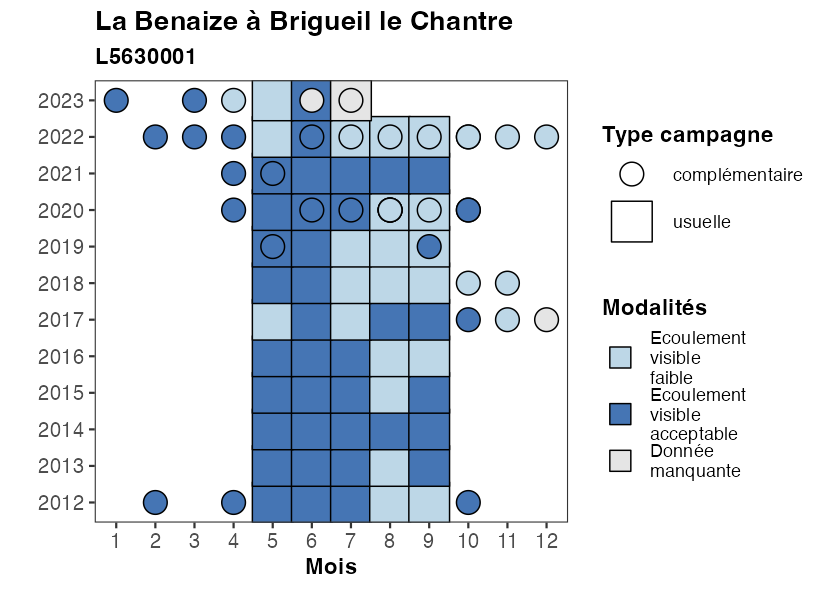 La Benaize à Brigueil le Chantre
L5630001
2023
2022
2021
2020
2019
2018
2017
2016
2015
2014
2013
2012
1 2 3 4 5 6 7 8 9 10 11 12
Mois
Type campagne
complémentaire
usuelle
Modalités
Ecoulement
visible
faible
Ecoulement
visible
acceptable
Donnée
manquante